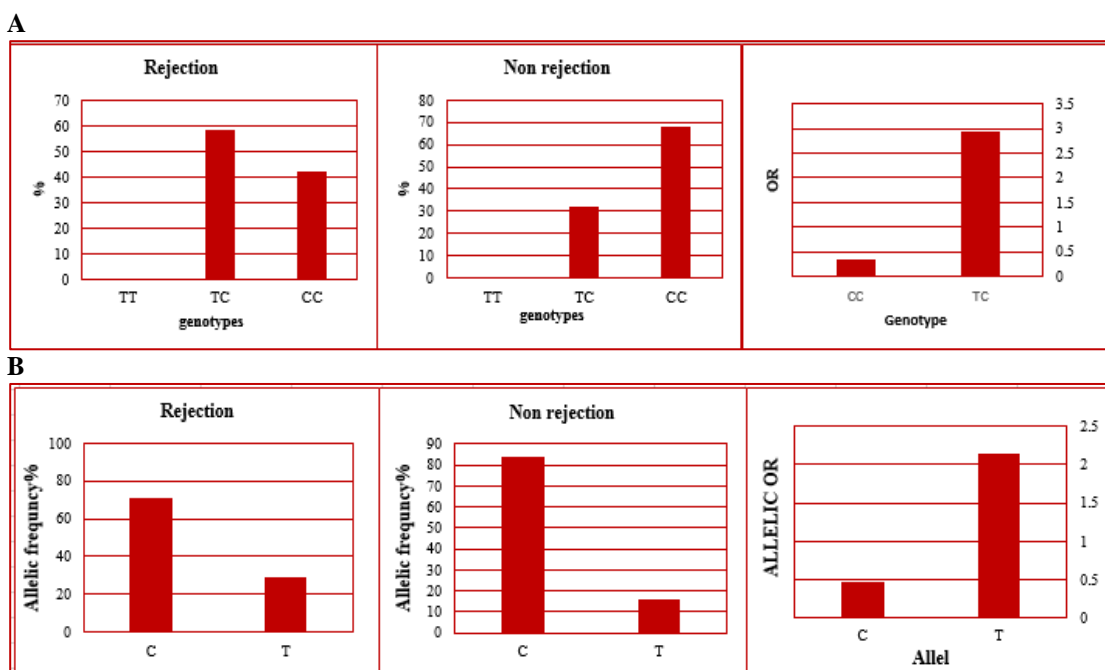 A
Rejection
70
60
50
40
30
20
10
0
%
TT TC CC
genotypes
Non rejection
80
70
60
50
40
30
20
10
0
%
TT TC CC
genotypes
3.5
3
2.5
2
1.5
1
0.5
0
OR
CC TC
Genotype
B
Rejection
100
80
60
40
20
0
Allelic frequncy%
C T
Non rejection
90
80
70
60
50
40
30
20
10
0
Allelic frequncy%
C T
2.5
2
1.5
1
0.5
0
ALLELIC OR
C T
Allel